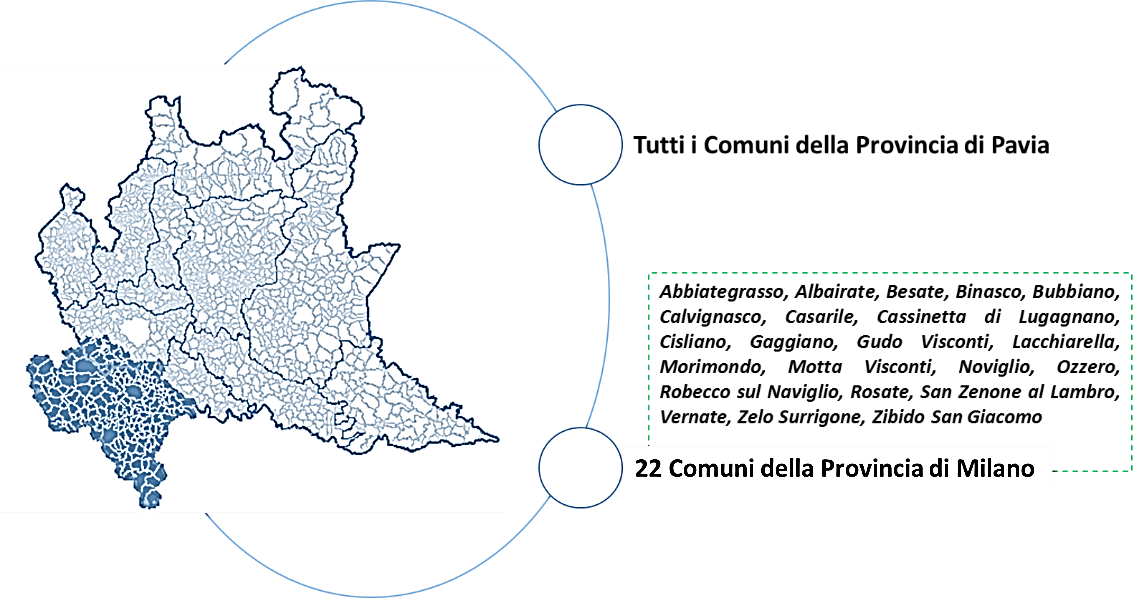 Tutti i Comuni della Provincia di Pavia
Abbiategrasso, Albairate, Besate, Binasco, Bubbiano,
Calvignasco, Casarile, Cassinetta di Lugagnano,
Cisliano, Gaggiano, Gudo Visconti, Lacchiarella,
Morimondo, Motta Visconti, Noviglio, Ozzero,
Robecco sul Naviglio, Rosate, San Zenone al Lambro,
Vernate, Zelo Surrigone, Zibido San Giacomo
22 Comuni della Provincia di Milano